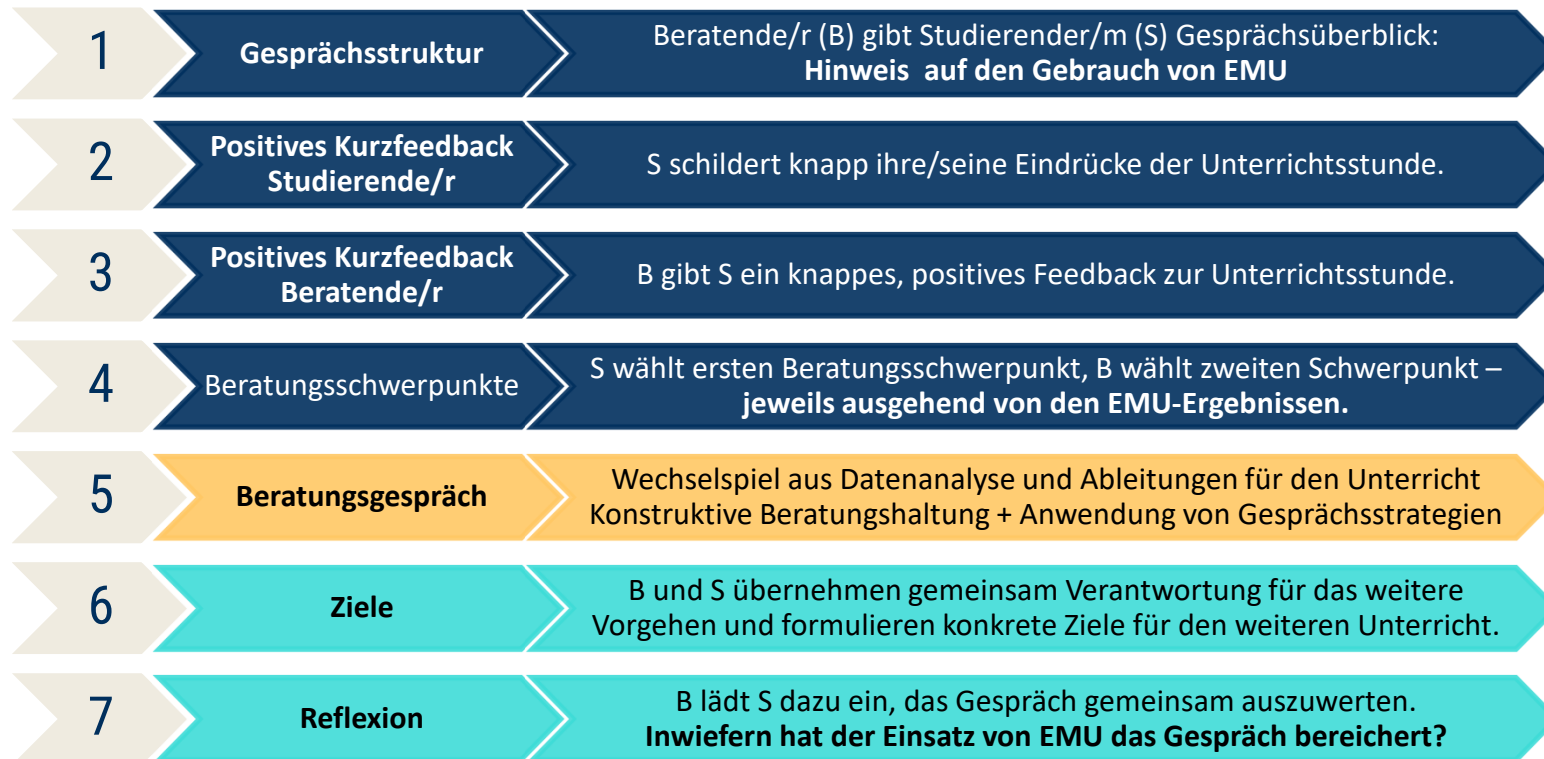 1
Gesprächsstruktur
Beratende/r (B) gibt Studierender/m (S) Gesprächsüberblick:
Hinweis auf den Gebrauch von EMU
2
Positives Kurzfeedback
Studierende/r
S schildert knapp ihre/seine Eindrücke der Unterrichtsstunde.
3
Positives Kurzfeedback
Beratende/r
B gibt S ein knappes, positives Feedback zur Unterrichtsstunde.
4
Beratungsschwerpunkte
S wählt ersten Beratungsschwerpunkt, B wählt zweiten Schwerpunkt –
jeweils ausgehend von den EMU-Ergebnissen.
5
Beratungsgespräch
Wechselspiel aus Datenanalyse und Ableitungen für den Unterricht
Konstruktive Beratungshaltung + Anwendung von Gesprächsstrategien
6
Ziele
B und S übernehmen gemeinsam Verantwortung für das weitere
Vorgehen und formulieren konkrete Ziele für den weiteren Unterricht.
7
Reflexion
B lädt S dazu ein, das Gespräch gemeinsam auszuwerten.
Inwiefern hat der Einsatz von EMU das Gespräch bereichert?